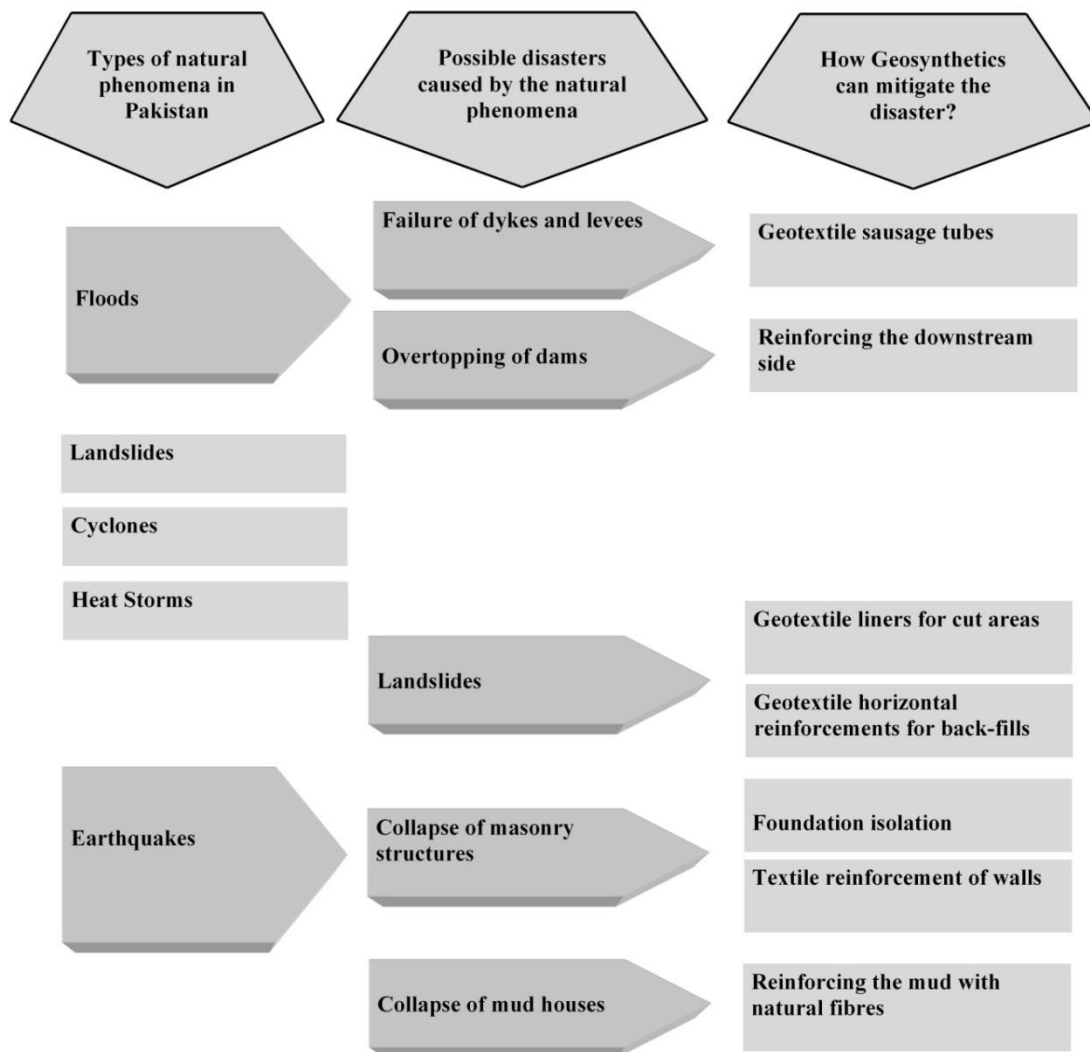 Types of natural
phenomena in
Pakistan
Possible disasters
caused by the natural
phenomena
How Geosynthetics
can mitigate the
disaster?
Floods
Failure of dykes and levees
Geotextile sausage tubes
Overtopping of dams
Reinforcing the downstream
side
Landslides
Cyclones
Heat Storms
Earthquakes
Landslides
Geotextile liners for cut areas
Geotextile horizontal
reinforcements for back-fills
Collapse of masonry
structures
Foundation isolation
Textile reinforcement of walls
Collapse of mud houses
Reinforcing the mud with
natural fibres